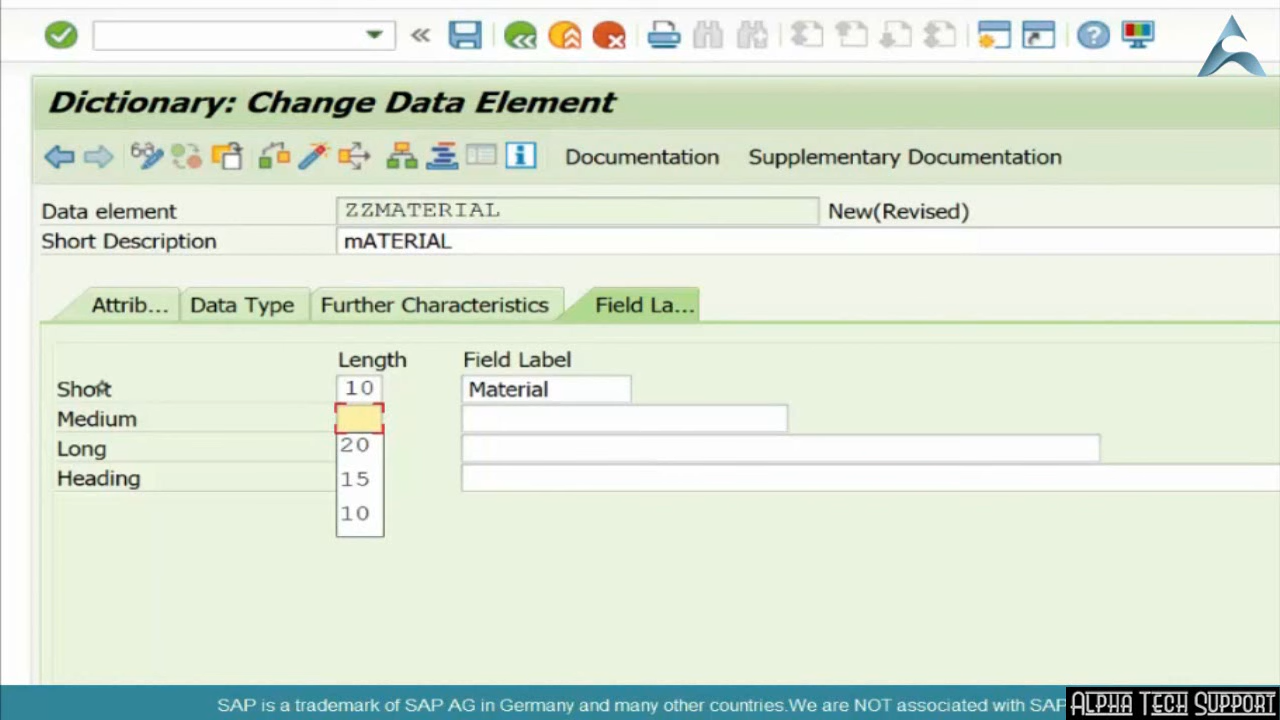 Dictionary: Change Data Element
Documentation Supplementary Documentation
Data element ZZMATERIAL New(Revised)
Short Description mATERIAL
Attrib... Data Type Further Characteristics Field La...
Length Field Label
Short 10 Material
Medium
20
Long
15
Heading
10
SAP is a trademark of SAP AG in Germany and many other countries.We are NOT associated with SAP
Alpha Tech Support